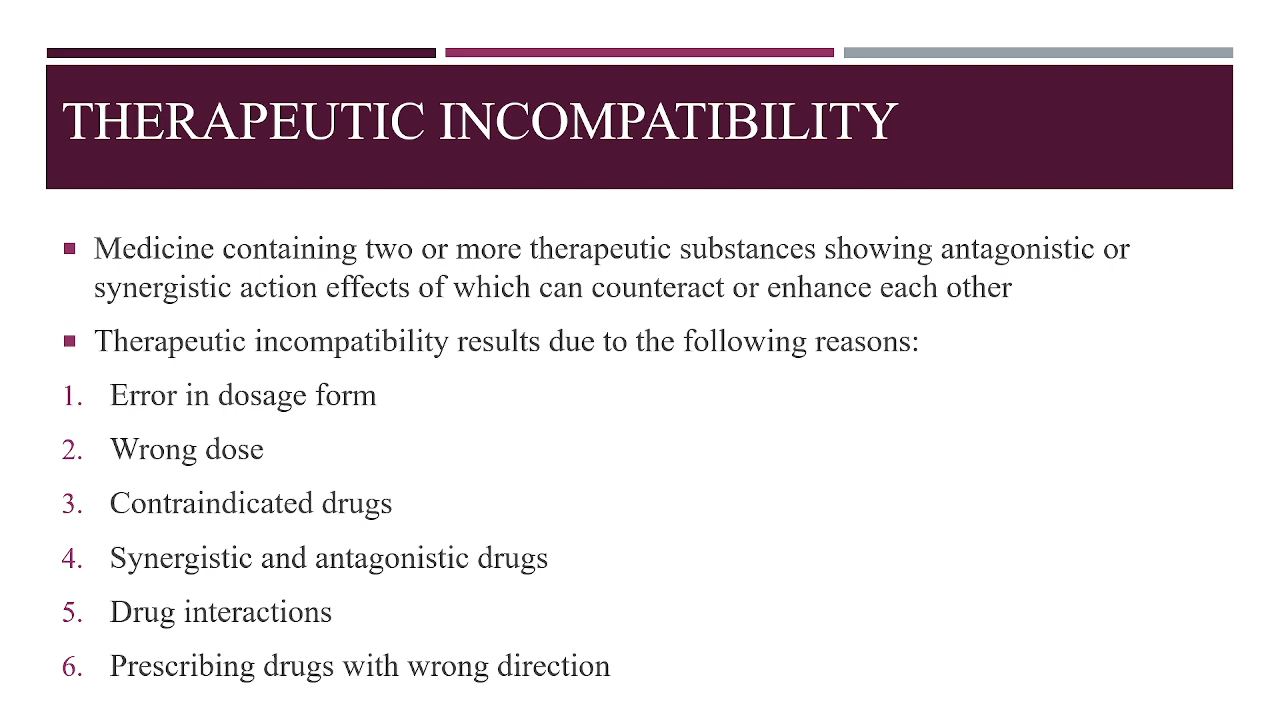 THERAPEUTIC INCOMPATIBILITY
Medicine containing two or more therapeutic substances showing antagonistic or
synergistic action effects of which can counteract or enhance each other
Therapeutic incompatibility results due to the following reasons:
1. Error in dosage form
2. Wrong dose
3. Contraindicated drugs
4. Synergistic and antagonistic drugs
5. Drug interactions
6. Prescribing drugs with wrong direction